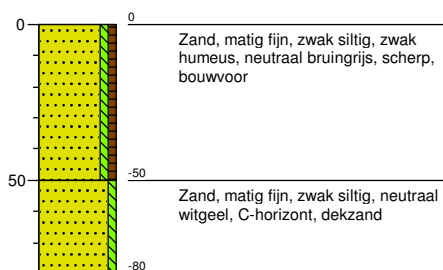 0
0
Zand, matig fijn, zwak siltig, zwak
humeus, neutraal bruingrijs, scherp,
bouwvoor
50
-50
Zand, matig fijn, zwak siltig, neutraal
witgeel, C-horizont, dekzand
-80